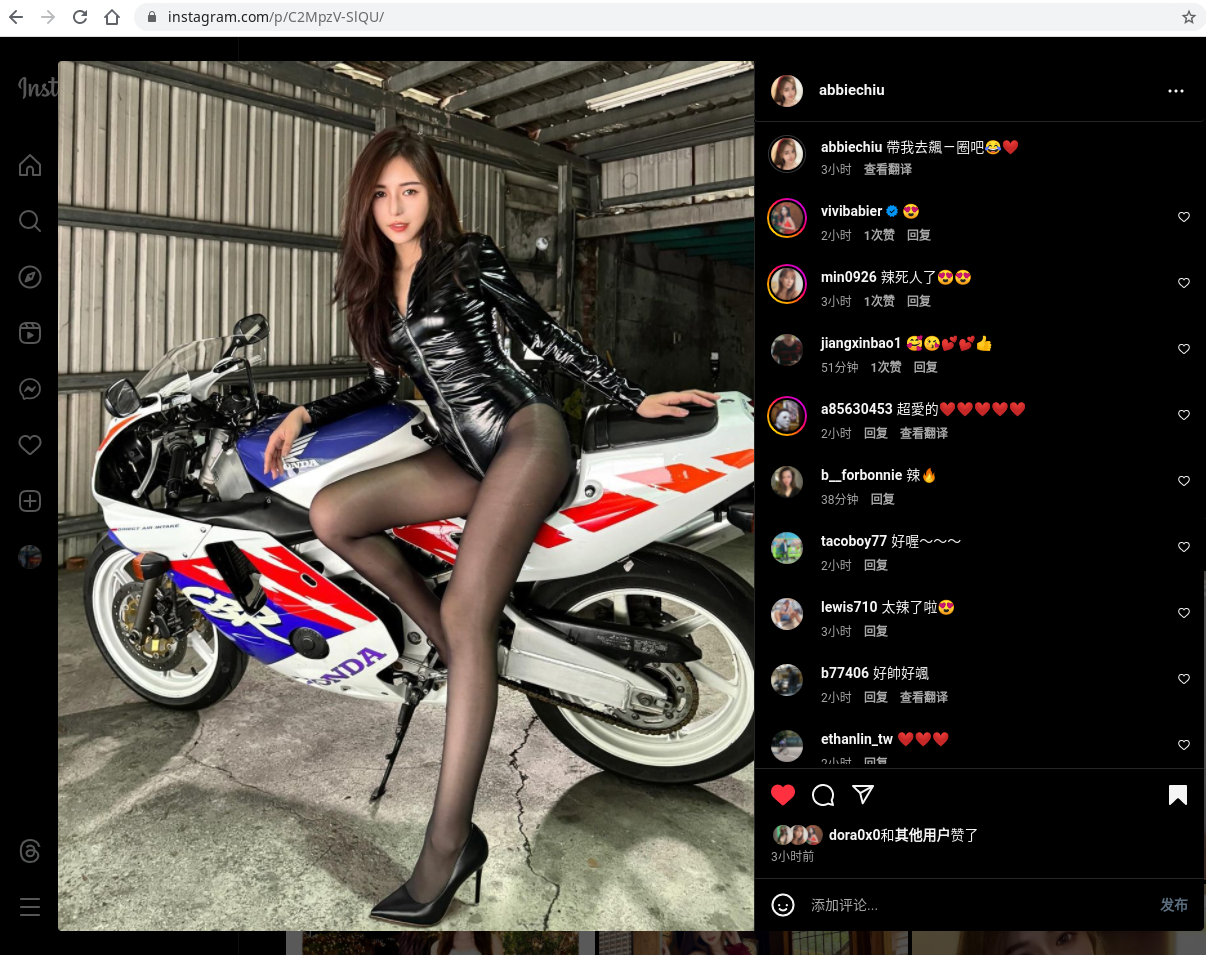 instagram.com/p/C2MpzV-SlQU/
Inst
DIRECT AIR INTAKE
CBR
HONDA
abbiechiu
abbiechiu 帶我去飆一圈吧😂❤️
3小时 查看翻译
vivibabier 😍
2小时 1次赞 回复
min0926 辣死人了😍😍
3小时 1次赞 回复
jiangxinbao1 🥰😘💕💕👍
51分钟 1次赞 回复
a85630453 超愛的❤️❤️❤️❤️❤️
2小时 回复 查看翻译
b__forbonnie 辣🔥
38分钟 回复
tacoboy77 好喔～～～
2小时 回复
lewis710 太辣了啦😍
3小时 回复
b77406 好帥好颯
2小时 回复 查看翻译
ethanlin_tw ❤️❤️❤️
2小时 回复
dora0x0和其他用户赞了
3小时前
添加评论...
发布